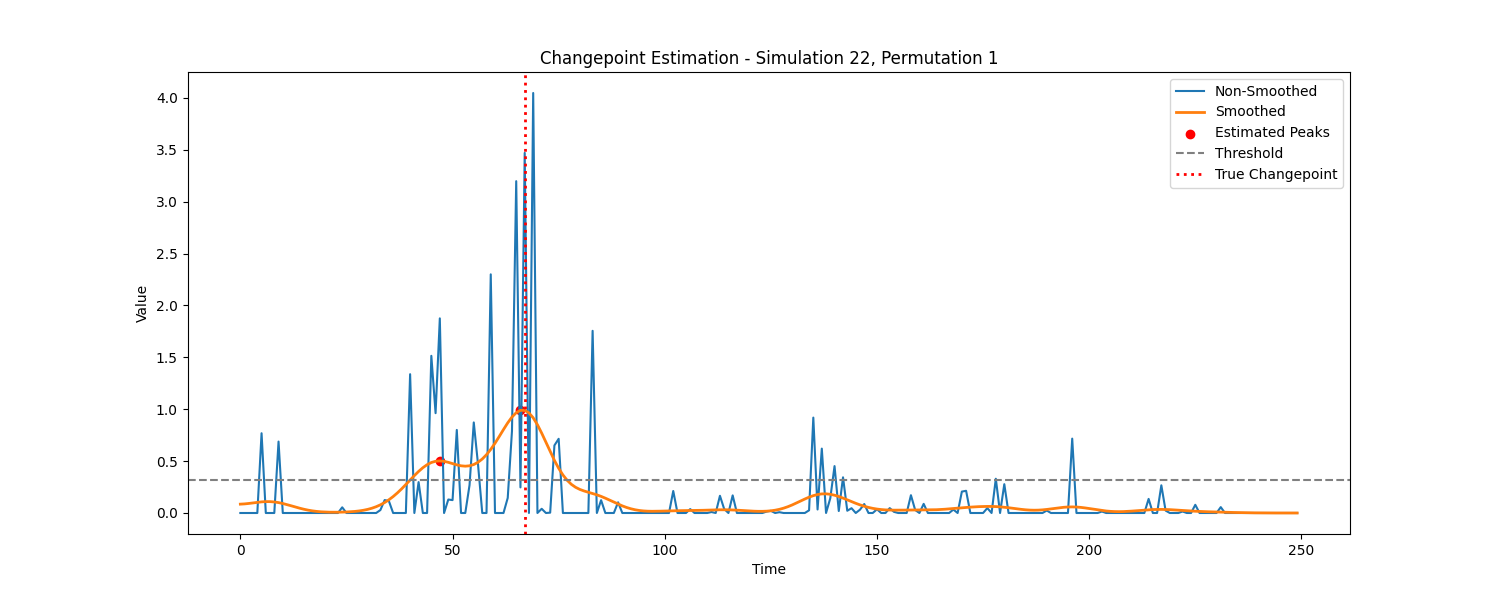 Changepoint Estimation - Simulation 22, Permutation 1
Non-Smoothed
Smoothed
Estimated Peaks
Threshold
True Changepoint
4.0
3.5
3.0
2.5
2.0
1.5
1.0
0.5
0.0
Value
0
50
100
150
200
250
Time